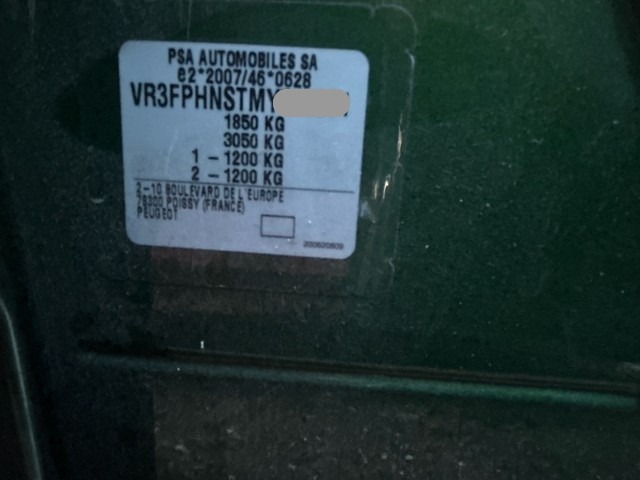 PSA AUTOMOBILES SA
e2*2007/46*0628
VR3FPHNSTMY
1850 KG
3050 KG
1 - 1200 KG
2 - 1200 KG
2-10 BOULEVARD DE L'EUROPE
78300 POISSY (FRANCE)
PEUGEOT